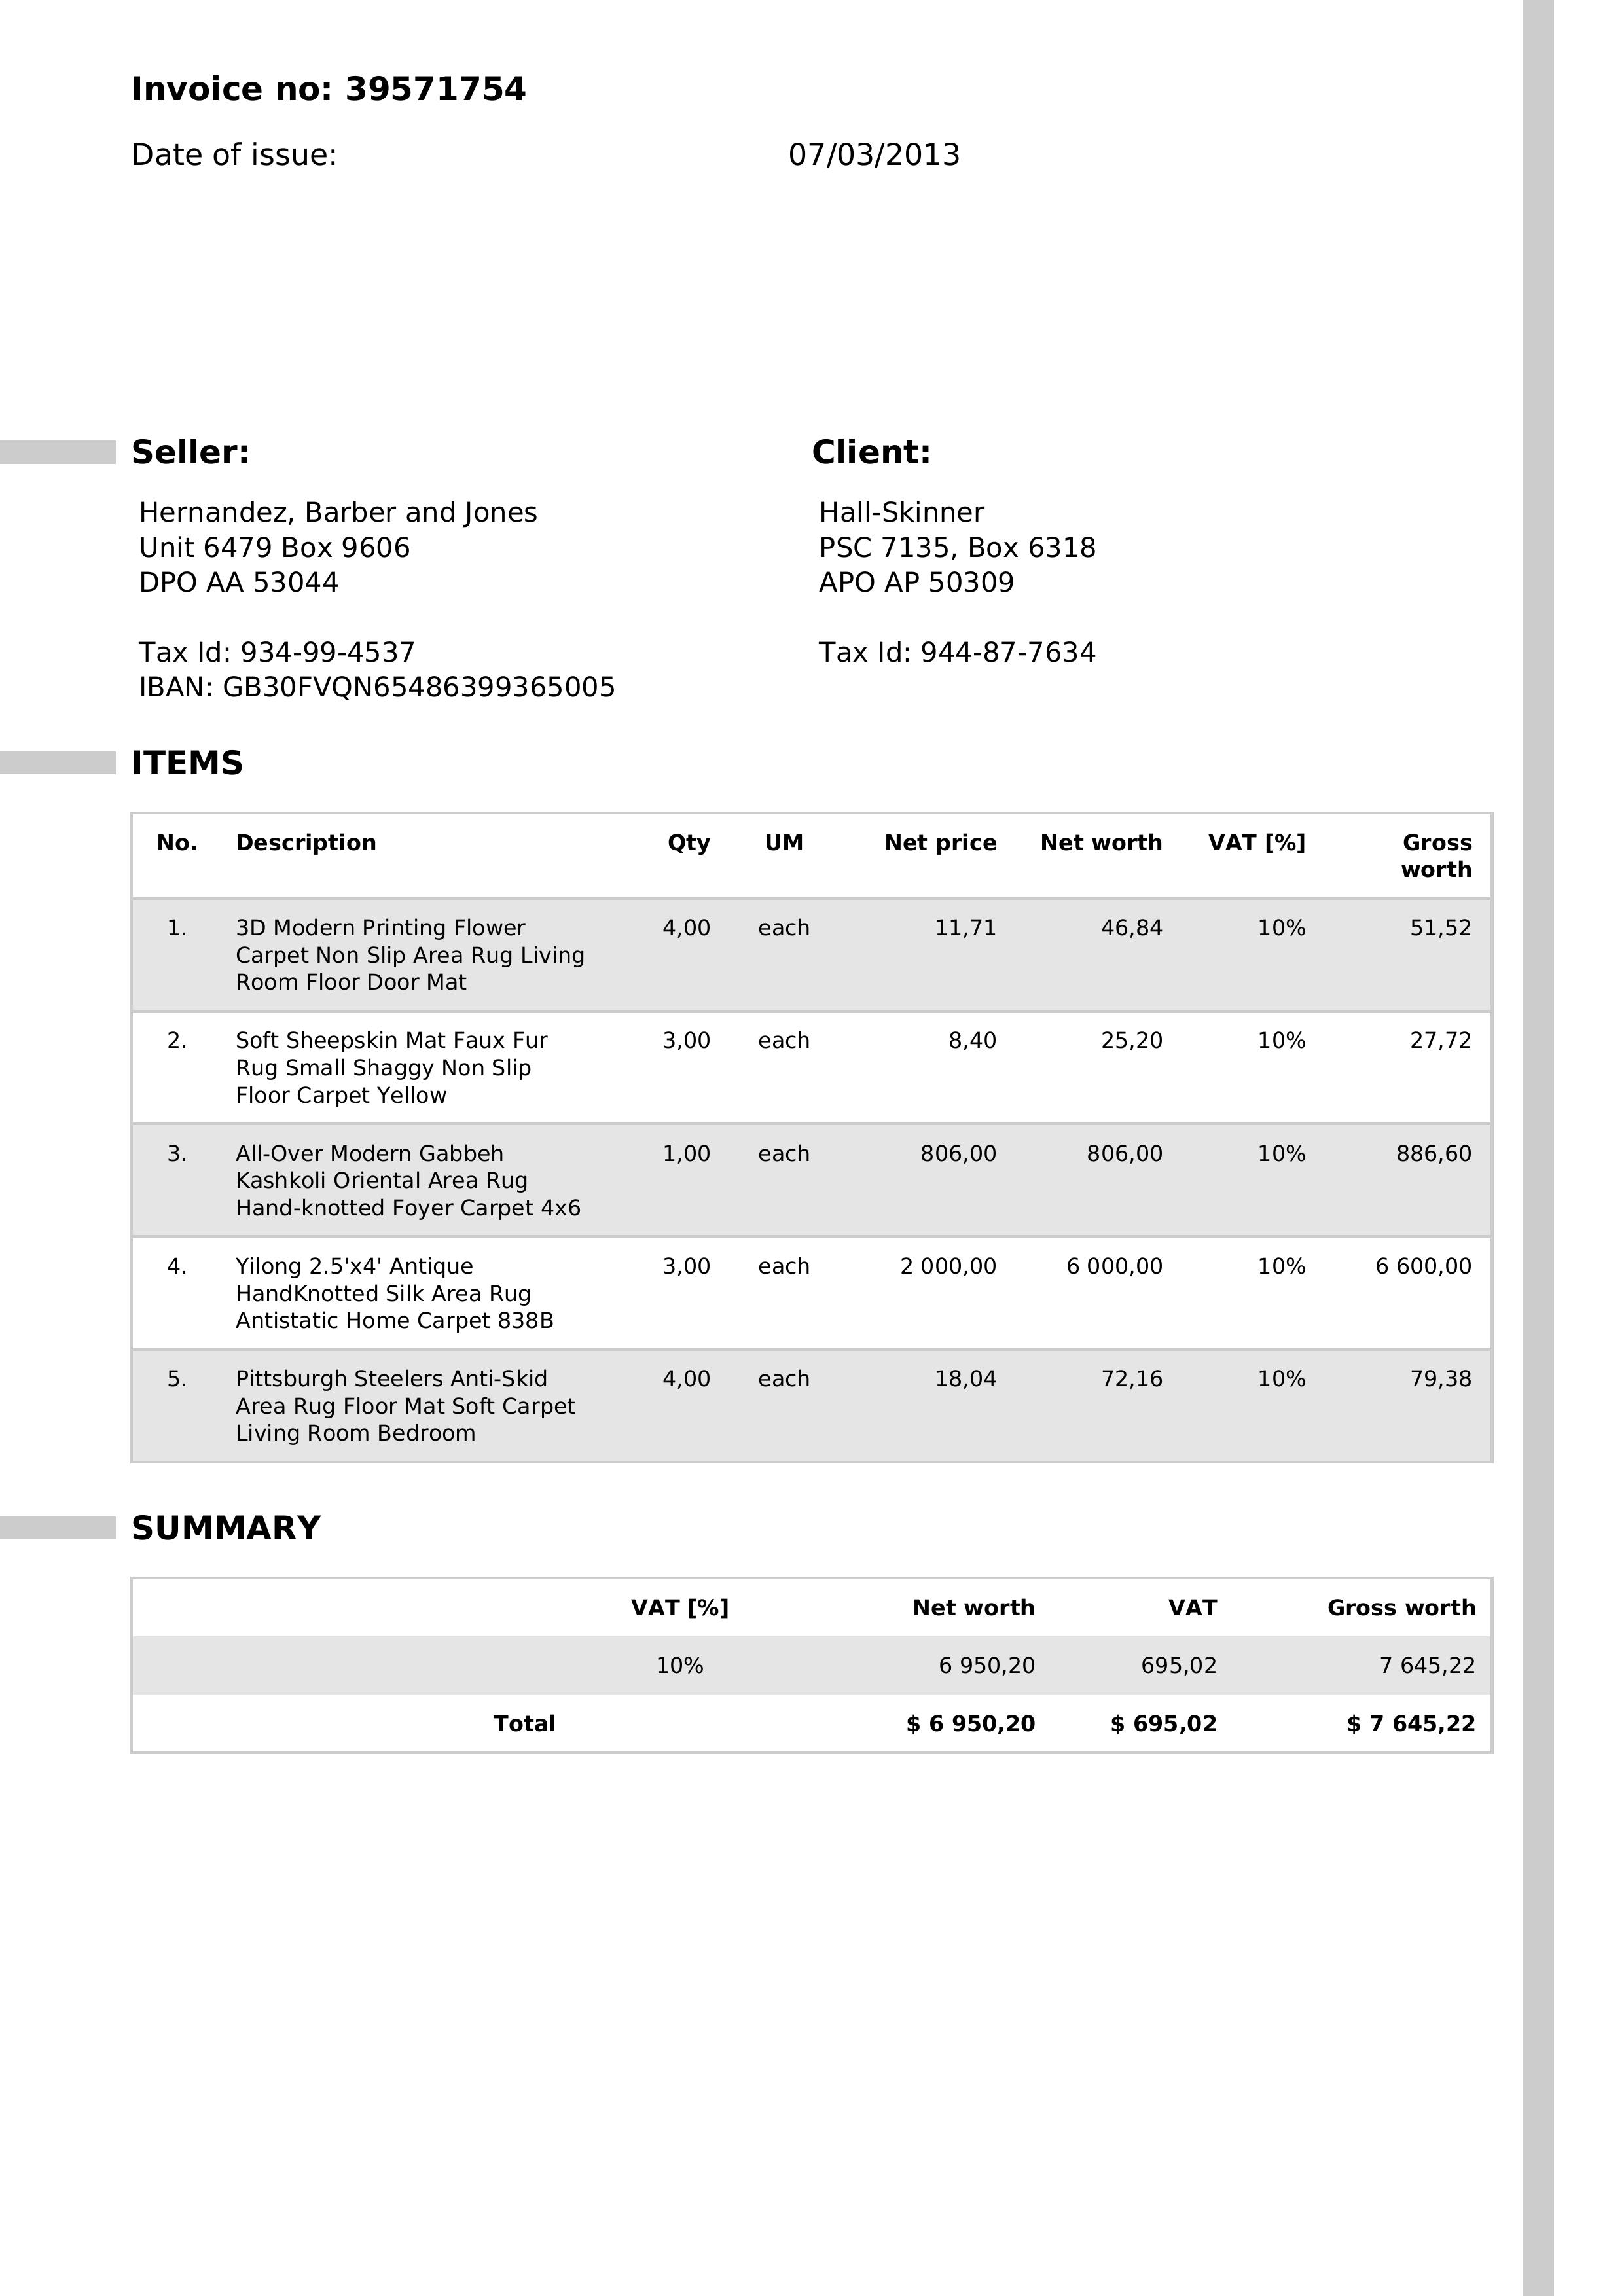 Invoice no: 39571754
Date of issue: 07/03/2013
Seller:
Hernandez, Barber and Jones
Unit 6479 Box 9606
DPO AA 53044
Tax Id: 934-99-4537
IBAN: GB30FVQN65486399365005
Client:
Hall-Skinner
PSC 7135, Box 6318
APO AP 50309
Tax Id: 944-87-7634
ITEMS
No. Description Qty UM Net price Net worth VAT [%] Gross
worth
1. 3D Modern Printing Flower 4,00 each 11,71 46,84 10% 51,52
Carpet Non Slip Area Rug Living
Room Floor Door Mat
2. Soft Sheepskin Mat Faux Fur 3,00 each 8,40 25,20 10% 27,72
Rug Small Shaggy Non Slip
Floor Carpet Yellow
3. All-Over Modern Gabbeh 1,00 each 806,00 806,00 10% 886,60
Kashkoli Oriental Area Rug
Hand-knotted Foyer Carpet 4x6
4. Yilong 2.5'x4' Antique 3,00 each 2 000,00 6 000,00 10% 6 600,00
HandKnotted Silk Area Rug
Antistatic Home Carpet 838B
5. Pittsburgh Steelers Anti-Skid 4,00 each 18,04 72,16 10% 79,38
Area Rug Floor Mat Soft Carpet
Living Room Bedroom
SUMMARY
VAT [%] Net worth VAT Gross worth
10% 6 950,20 695,02 7 645,22
Total $ 6 950,20 $ 695,02 $ 7 645,22